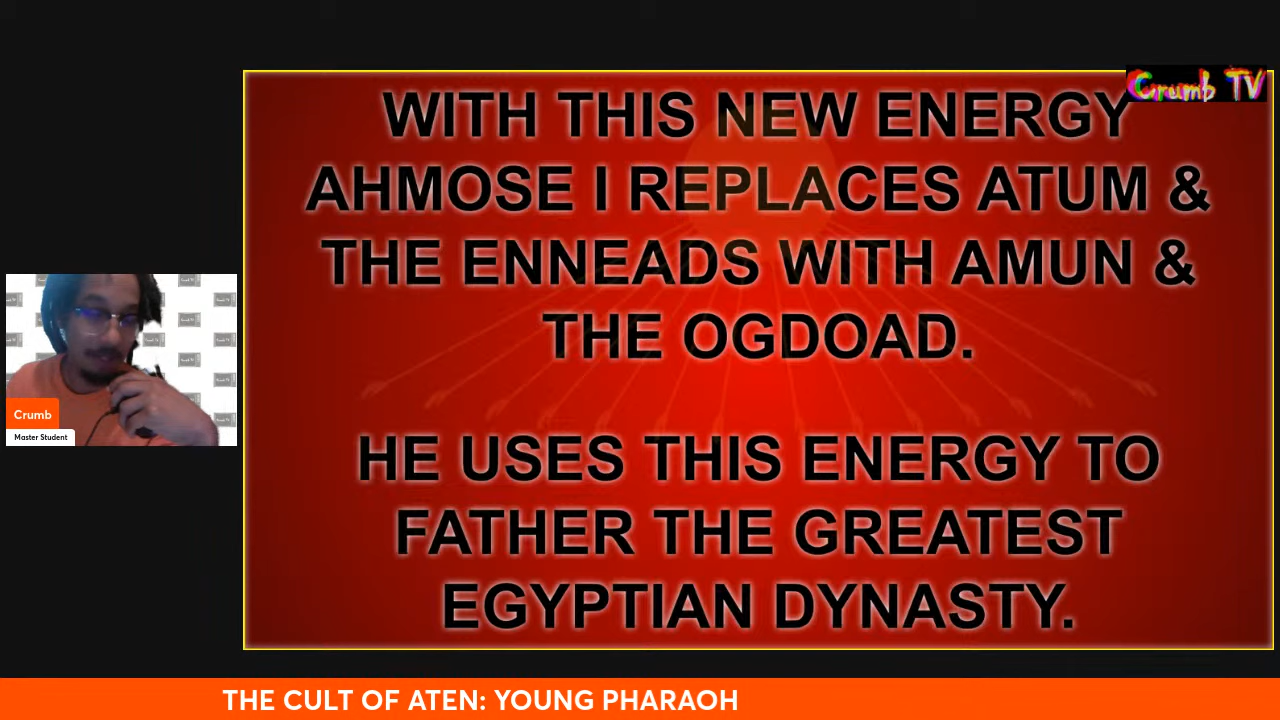 Crumb TV
WITH THIS NEW ENERGY
AHMOSE I REPLACES ATUM &
THE ENNEADS WITH AMUN &
THE OGDOAD.
HE USES THIS ENERGY TO
FATHER THE GREATEST
EGYPTIAN DYNASTY.
Crumb
Master Student
THE CULT OF ATEN: YOUNG PHARAOH